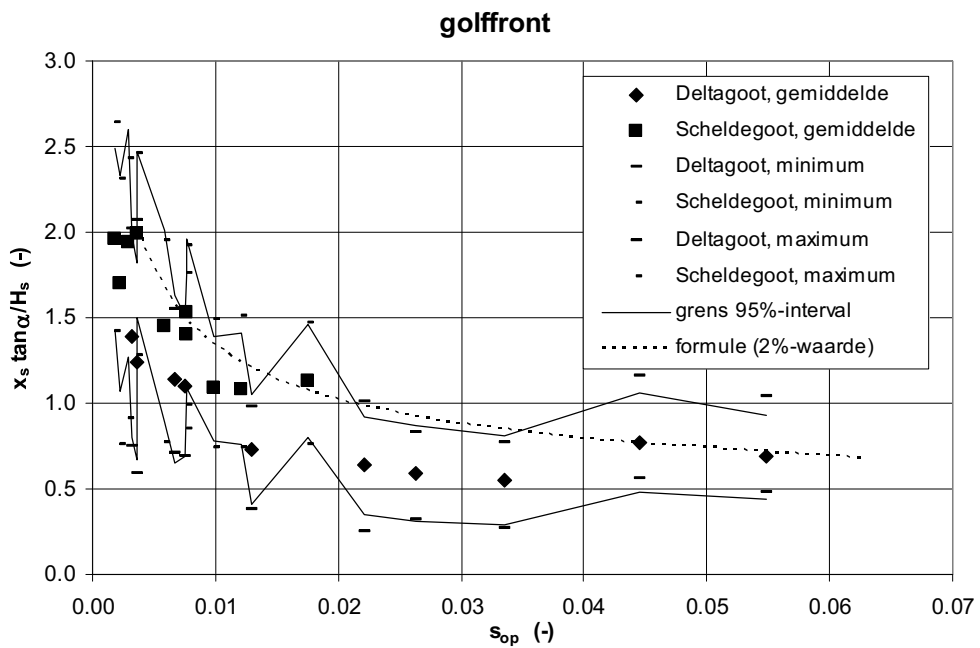 golffront
3.0
2.5
2.0
1.5
1.0
0.5
0.0
x_s tanα/H_s (-)
Deltagoot, gemiddelde
Scheldegoot, gemiddelde
Deltagoot, minimum
Scheldegoot, minimum
Deltagoot, maximum
Scheldegoot, maximum
grens 95%-interval
formule (2%-waarde)
0.00 0.01 0.02 0.03 0.04 0.05 0.06 0.07
s_op (-)